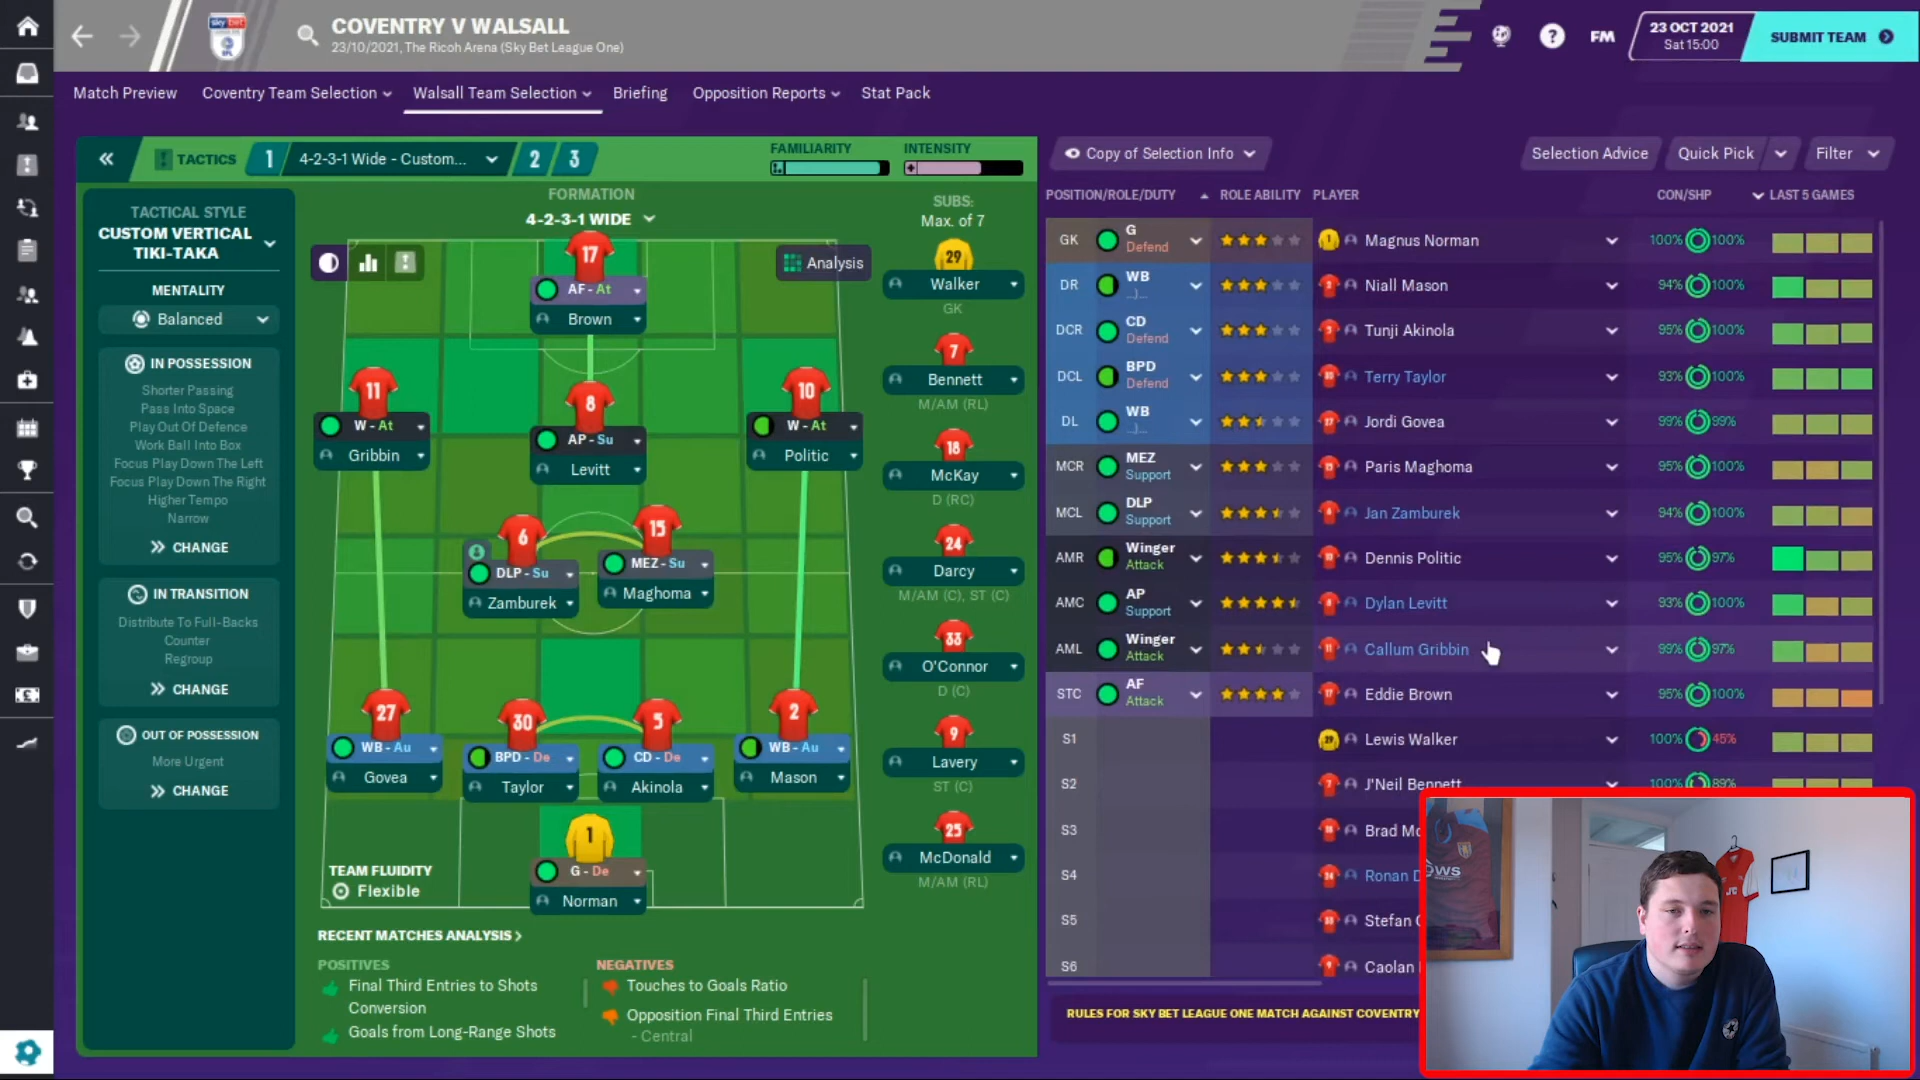 COVENTRY V WALSALL
23/10/2021, The Ricoh Arena (Sky Bet League One)
sky bet
EFL
FM
23 OCT 2021
Sat 15:00
SUBMIT TEAM
Match Preview
Coventry Team Selection
Walsall Team Selection
Briefing
Opposition Reports
Stat Pack
TACTICS
1
4-2-3-1 Wide - Custom...
2
3
FAMILIARITY
INTENSITY
TACTICAL STYLE
CUSTOM VERTICAL
TIKI-TAKA
MENTALITY
Balanced
IN POSSESSION
Shorter Passing
Pass Into Space
Play Out Of Defence
Work Ball Into Box
Focus Play Down The Left
Focus Play Down The Right
Higher Tempo
Narrow
CHANGE
IN TRANSITION
Distribute To Full-Backs
Counter
Regroup
CHANGE
OUT OF POSSESSION
More Urgent
CHANGE
FORMATION
4-2-3-1 WIDE
Analysis
17
AF - At
Brown
11
W - At
Gribbin
8
AP - Su
Levitt
10
W - At
Politic
6
DLP - Su
Zamburek
15
MEZ - Su
Maghoma
27
WB - Au
Govea
30
BPD - De
Taylor
5
CD - De
Akinola
2
WB - Au
Mason
1
G - De
Norman
TEAM FLUIDITY
Flexible
SUBS:
Max. of 7
29
Walker
GK
7
Bennett
M/AM (RL)
18
McKay
D (RC)
24
Darcy
M/AM (C), ST (C)
33
O'Connor
D (C)
9
Lavery
ST (C)
25
McDonald
M/AM (RL)
RECENT MATCHES ANALYSIS >
POSITIVES
Final Third Entries to Shots
Conversion
Goals from Long-Range Shots
NEGATIVES
Touches to Goals Ratio
Opposition Final Third Entries
- Central
Copy of Selection Info
Selection Advice
Quick Pick
Filter
POSITION/ROLE/DUTY
ROLE ABILITY
PLAYER
CON/SHP
LAST 5 GAMES
GK
G
Defend
Magnus Norman
100%
100%
DR
WB
...)...
Niall Mason
94%
100%
DCR
CD
Defend
Tunji Akinola
95%
100%
DCL
BPD
Defend
Terry Taylor
93%
100%
DL
WB
...)...
Jordi Govea
99%
99%
MCR
MEZ
Support
Paris Maghoma
95%
100%
MCL
DLP
Support
Jan Zamburek
94%
100%
AMR
Winger
Attack
Dennis Politic
95%
97%
AMC
AP
Support
Dylan Levitt
93%
100%
AML
Winger
Attack
Callum Gribbin
99%
97%
STC
AF
Attack
Eddie Brown
95%
100%
S1
Lewis Walker
100%
45%
S2
J'Neil Bennett
100%
89%
S3
Brad Mc
S4
Ronan D
S5
Stefan
S6
Caolan
RULES FOR SKY BET LEAGUE ONE MATCH AGAINST COVENTRY